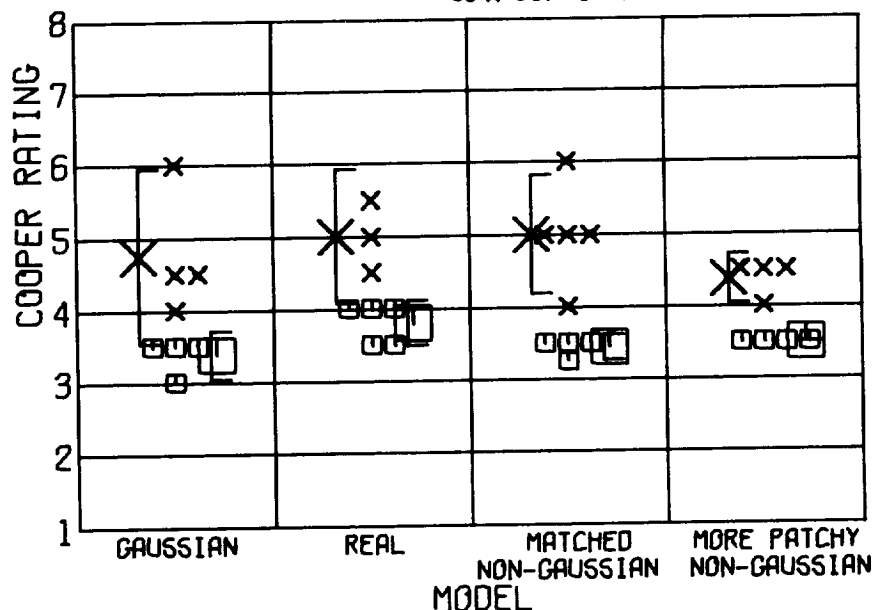 8
7
6
5
4
3
2
1
COOPER RATING
GAUSSIAN
REAL
MATCHED
NON-GAUSSIAN
MORE PATCHY
NON-GAUSSIAN
MODEL